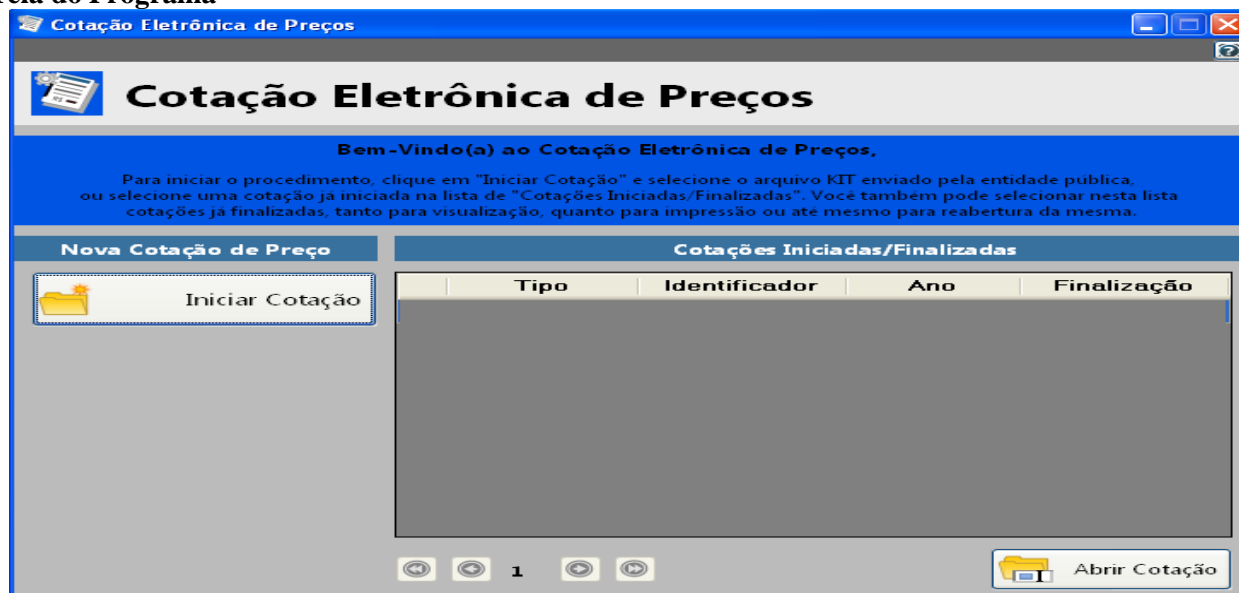 Tela do Programa
Cotação Eletrônica de Preços
Cotação Eletrônica de Preços
Bem-Vindo(a) ao Cotação Eletrônica de Preços,
Para iniciar o procedimento, clique em "Iniciar Cotação" e selecione o arquivo KIT enviado pela entidade pública,
ou selecione uma cotação já iniciada na lista de "Cotações Iniciadas/Finalizadas". Você também pode selecionar nesta lista
cotações já finalizadas, tanto para visualização, quanto para impressão ou até mesmo para reabertura da mesma.
Nova Cotação de Preço
Cotações Iniciadas/Finalizadas
Iniciar Cotação
Tipo Identificador Ano Finalização
1
Abrir Cotação